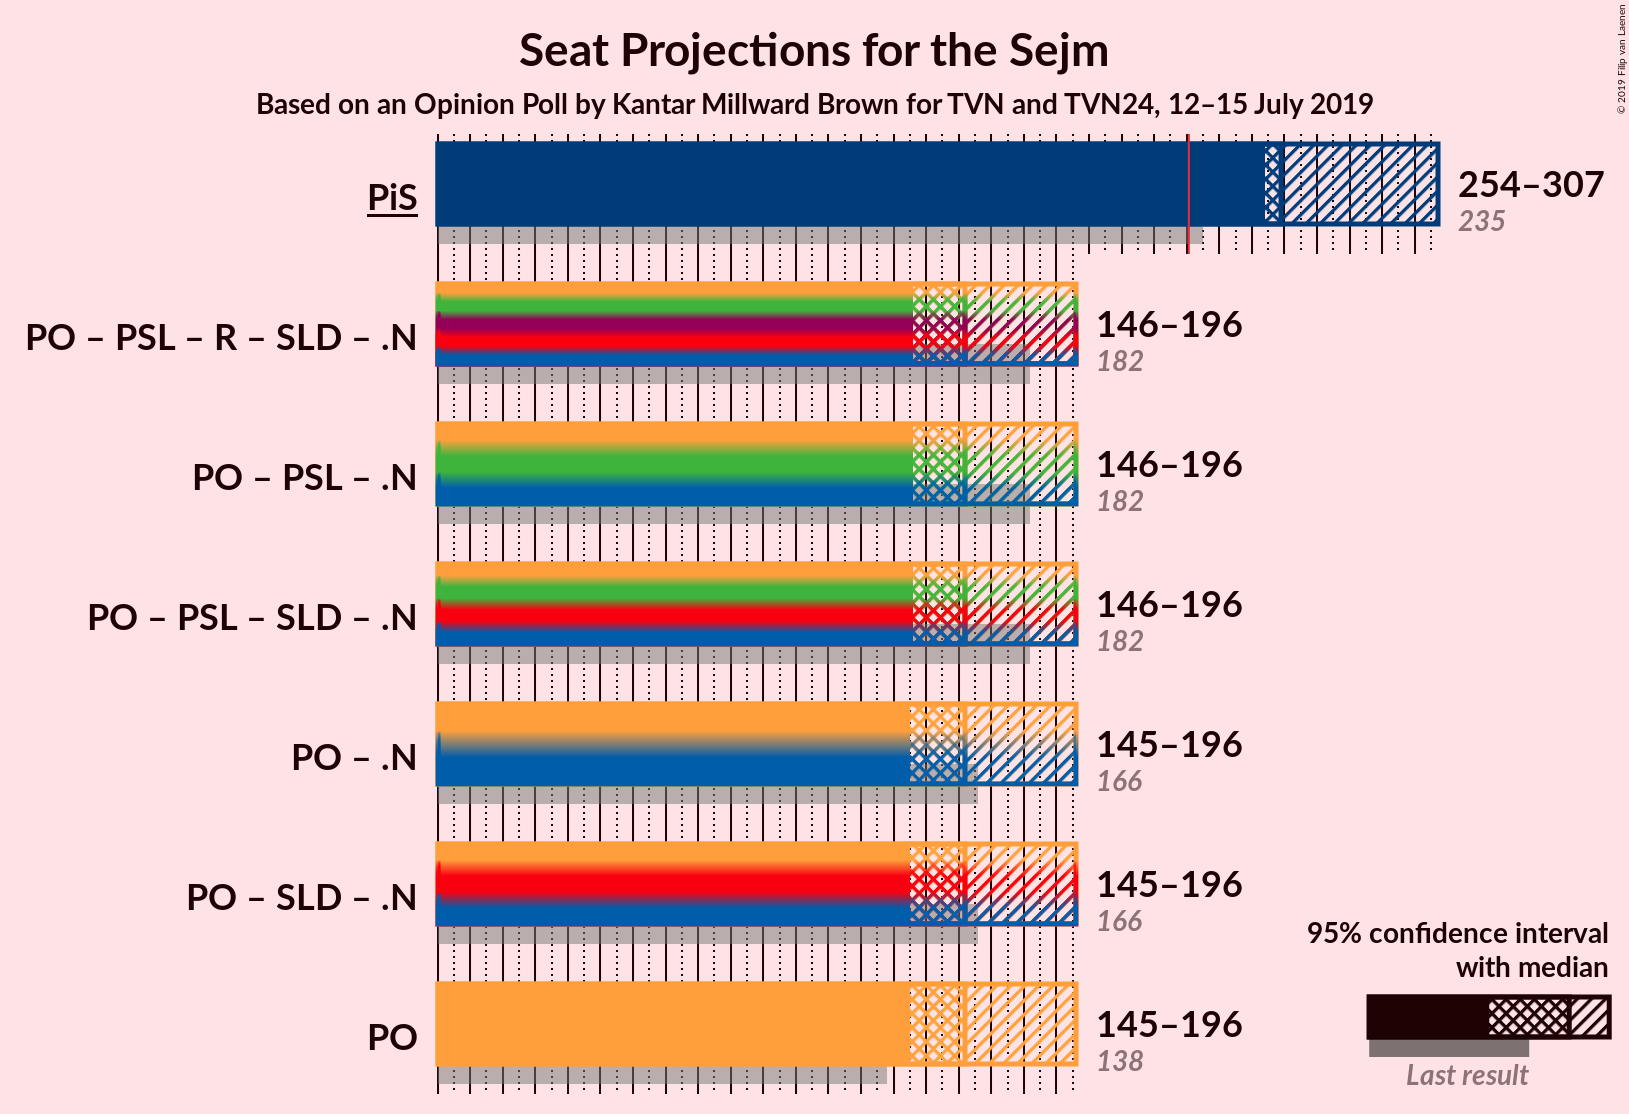 Seat Projections for the Sejm
Based on an Opinion Poll by Kantar Millward Brown for TVN and TVN24, 12–15 July 2019
© 2019 Filip van Laenen
PiS
254–307
235
PO – PSL – R – SLD – .N
146–196
182
PO – PSL – .N
146–196
182
PO – PSL – SLD – .N
146–196
182
PO – .N
145–196
166
PO – SLD – .N
145–196
166
PO
145–196
138
95% confidence interval
with median
Last result